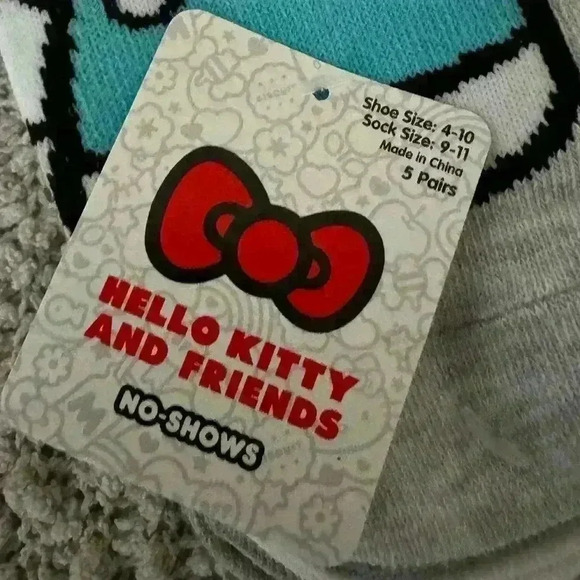 Shoe Size: 4-10
Sock Size: 9-11
Made in China
5 Pairs
HELLO KITTY
AND FRIENDS
NO-SHOWS